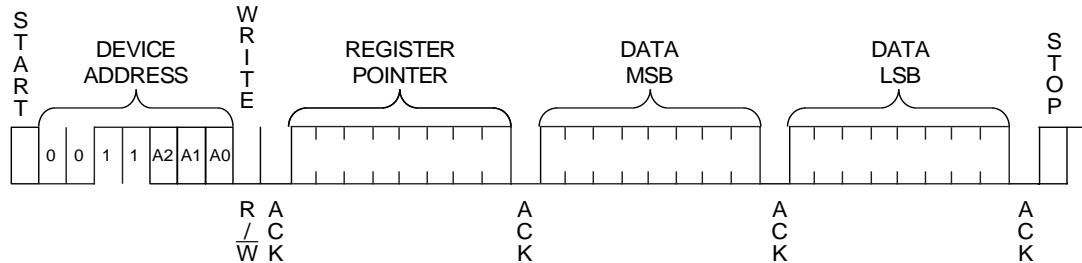 START
DEVICE
ADDRESS
WRITE
REGISTER
POINTER
DATA
MSB
DATA
LSB
STOP
0 0 1 1 A2 A1 A0
R/W̅
ACK
ACK
ACK
ACK